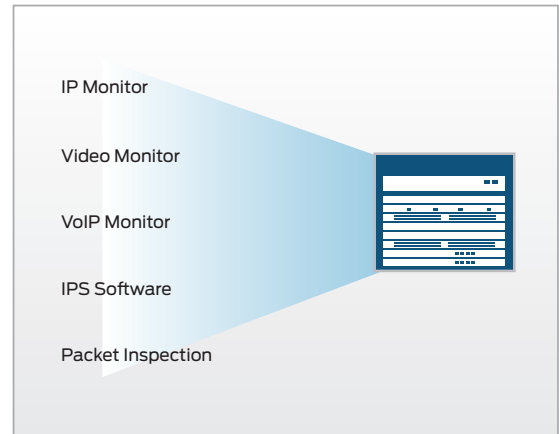 IP Monitor
Video Monitor
VoIP Monitor
IPS Software
Packet Inspection